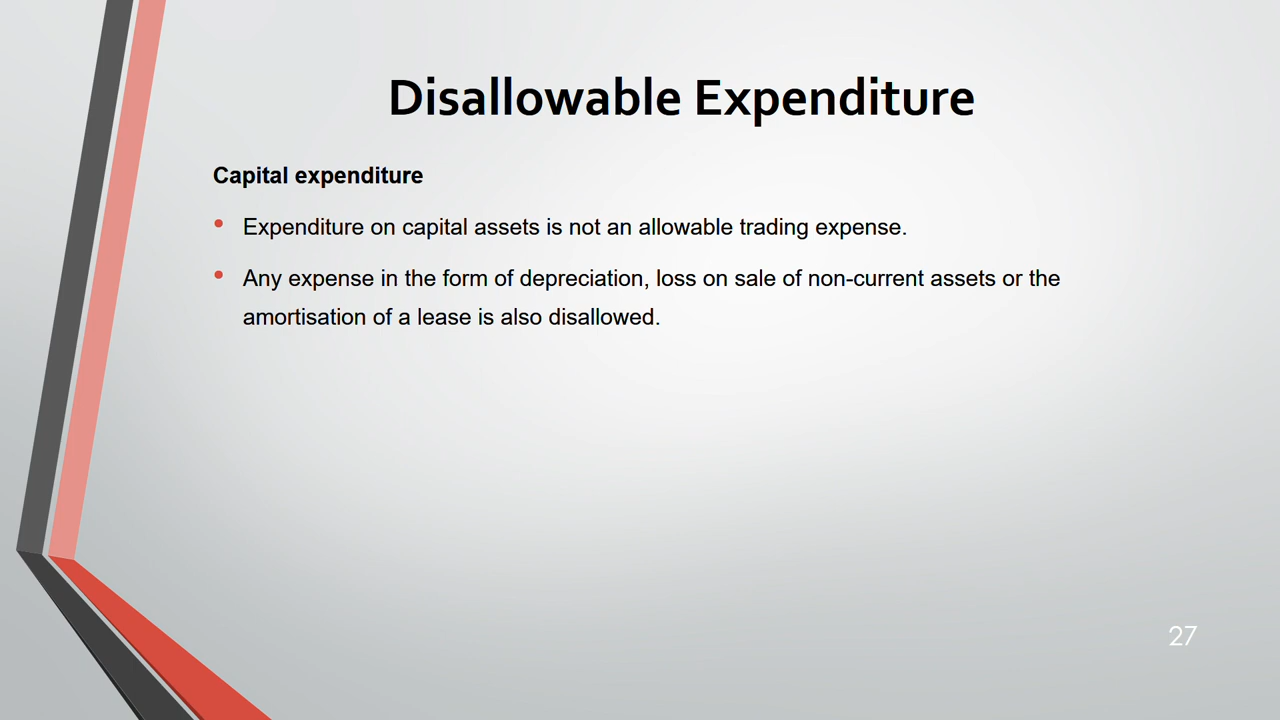 Disallowable Expenditure
Capital expenditure
• Expenditure on capital assets is not an allowable trading expense.
• Any expense in the form of depreciation, loss on sale of non-current assets or the
amortisation of a lease is also disallowed.
27